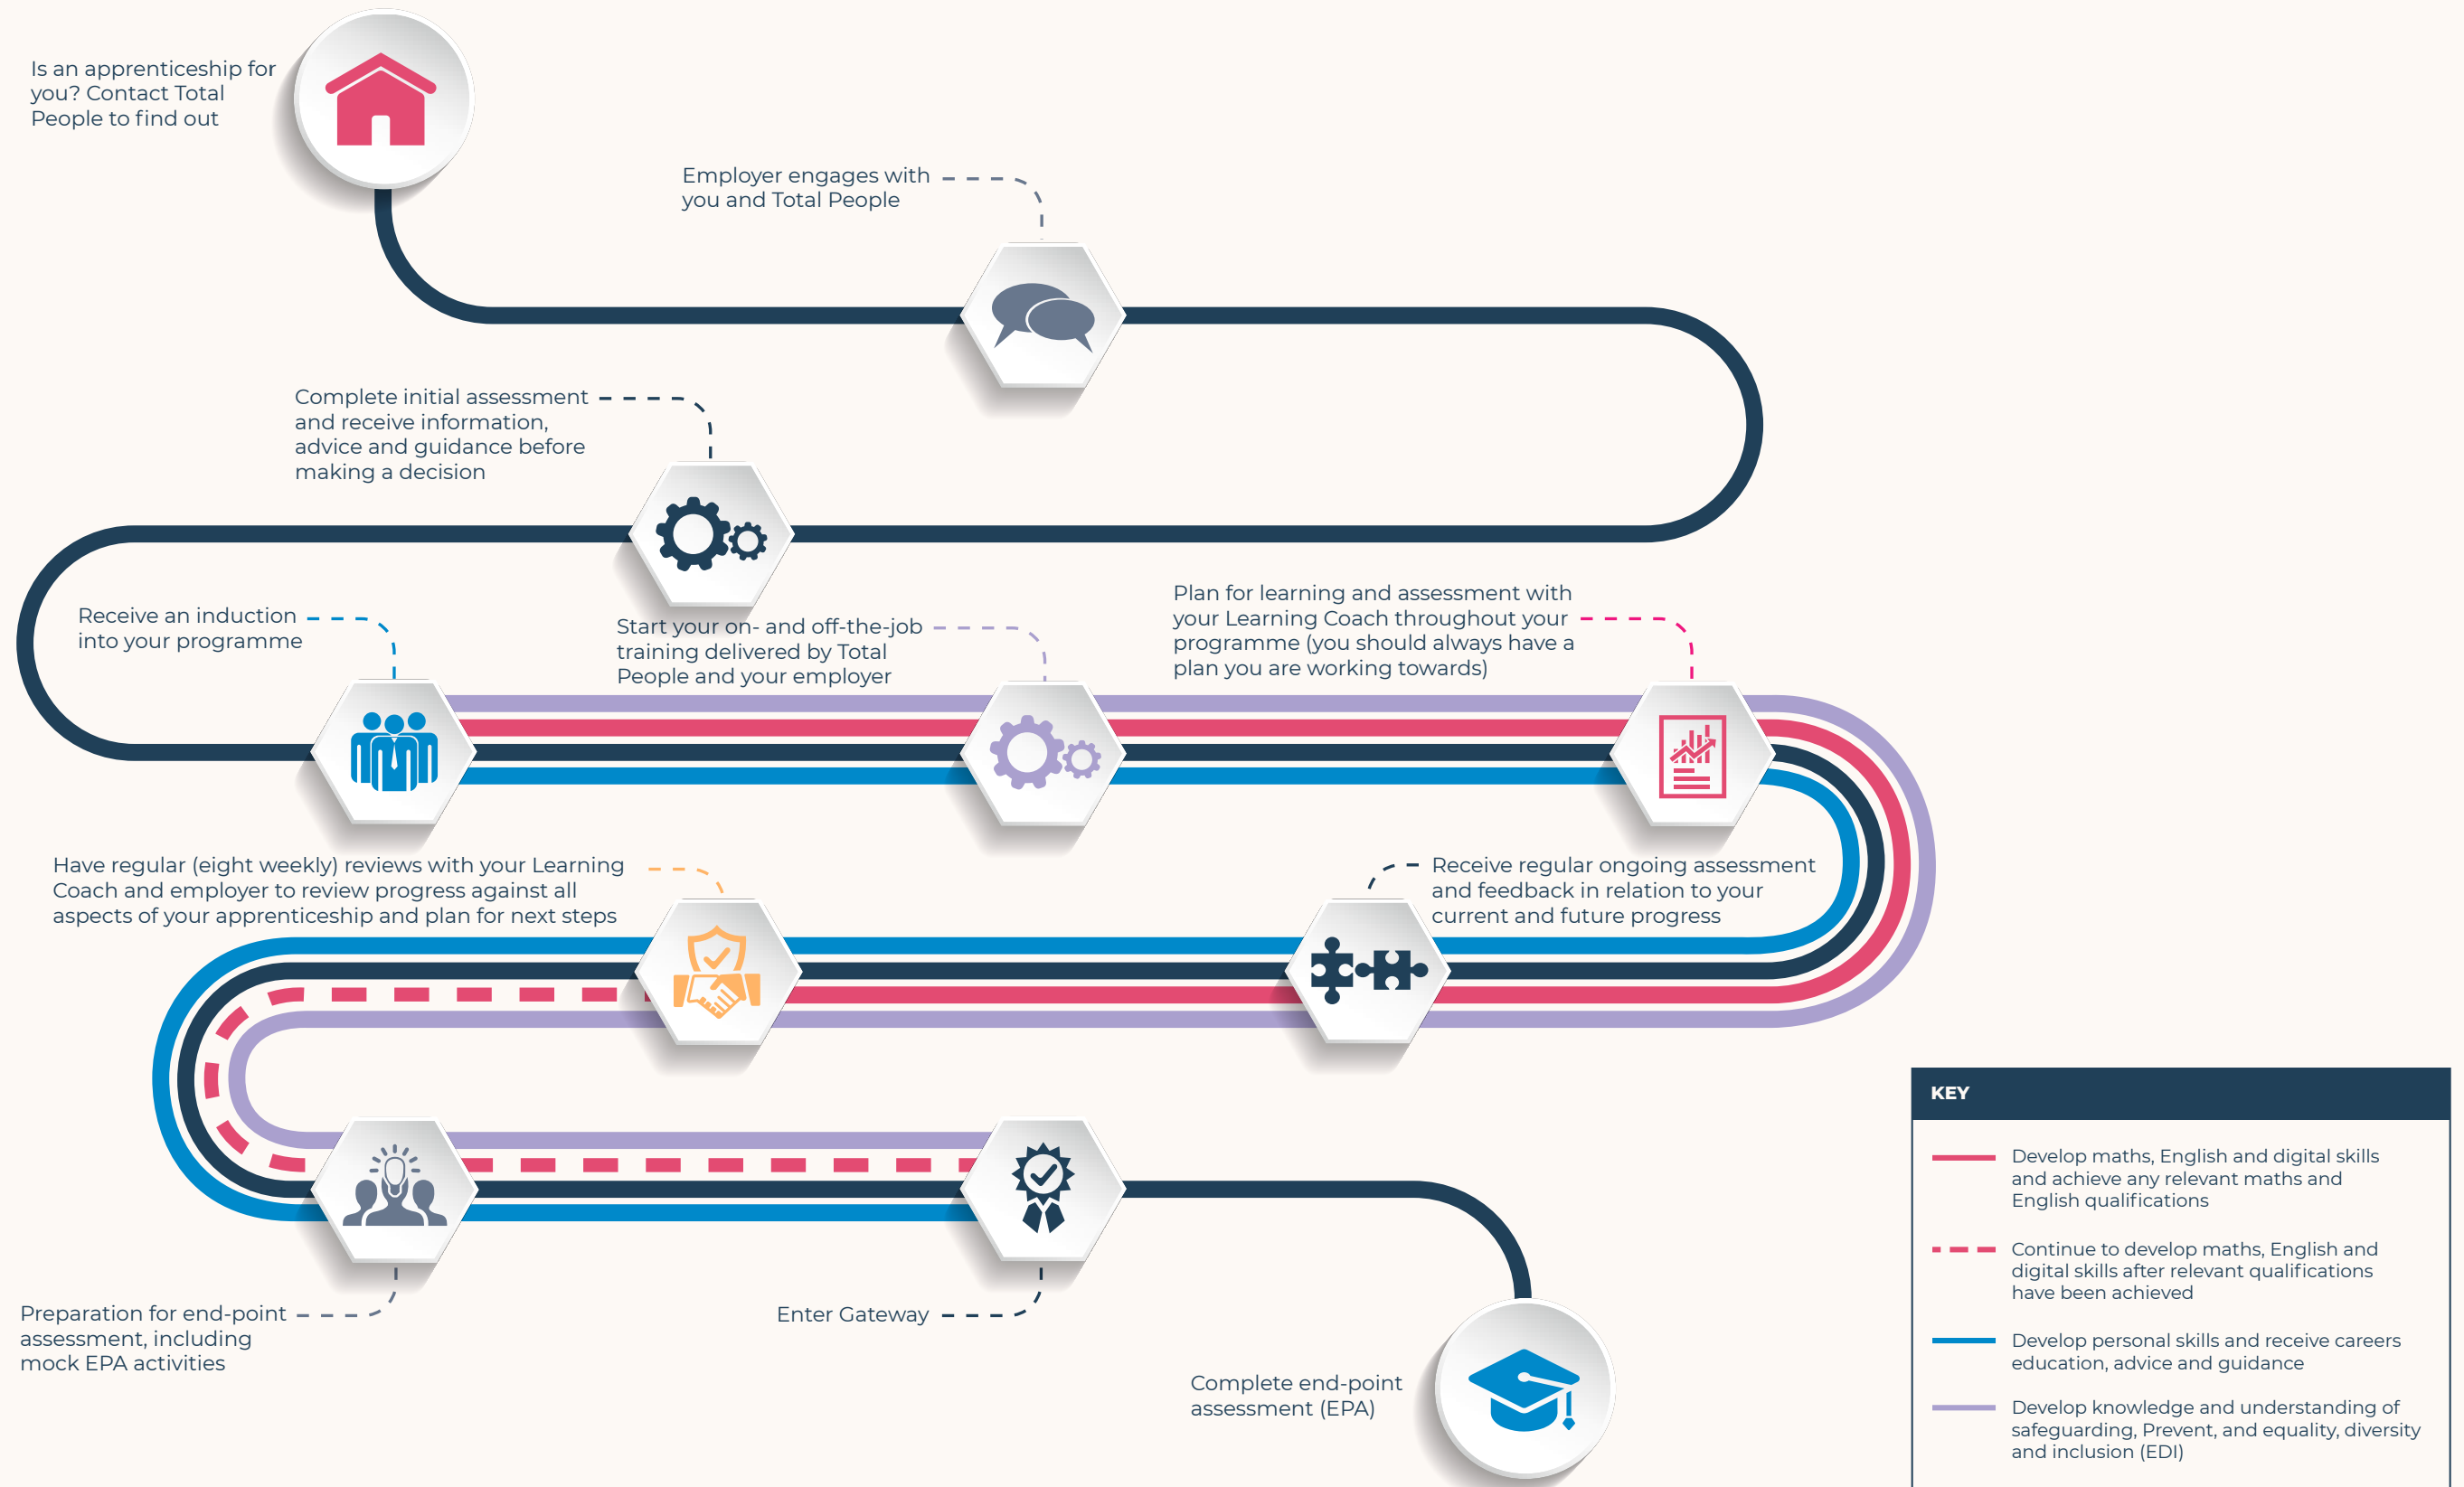 Is an apprenticeship for
you? Contact Total
People to find out
Employer engages with
you and Total People
Complete initial assessment
and receive information,
advice and guidance before
making a decision
Receive an induction
into your programme
Start your on- and off-the-job
training delivered by Total
People and your employer
Plan for learning and assessment with
your Learning Coach throughout your
programme (you should always have a
plan you are working towards)
Have regular (eight weekly) reviews with your Learning
Coach and employer to review progress against all
aspects of your apprenticeship and plan for next steps
Receive regular ongoing assessment
and feedback in relation to your
current and future progress
Preparation for end-point
assessment, including
mock EPA activities
Enter Gateway
Complete end-point
assessment (EPA)
KEY
Develop maths, English and digital skills
and achieve any relevant maths and
English qualifications
Continue to develop maths, English and
digital skills after relevant qualifications
have been achieved
Develop personal skills and receive careers
education, advice and guidance
Develop knowledge and understanding of
safeguarding, Prevent, and equality, diversity
and inclusion (EDI)